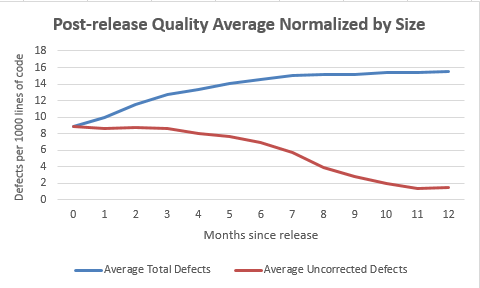 Post-release Quality Average Normalized by Size
Defects per 1000 lines of code
18
16
14
12
10
8
6
4
2
0
0 1 2 3 4 5 6 7 8 9 10 11 12
Months since release
Average Total Defects Average Uncorrected Defects